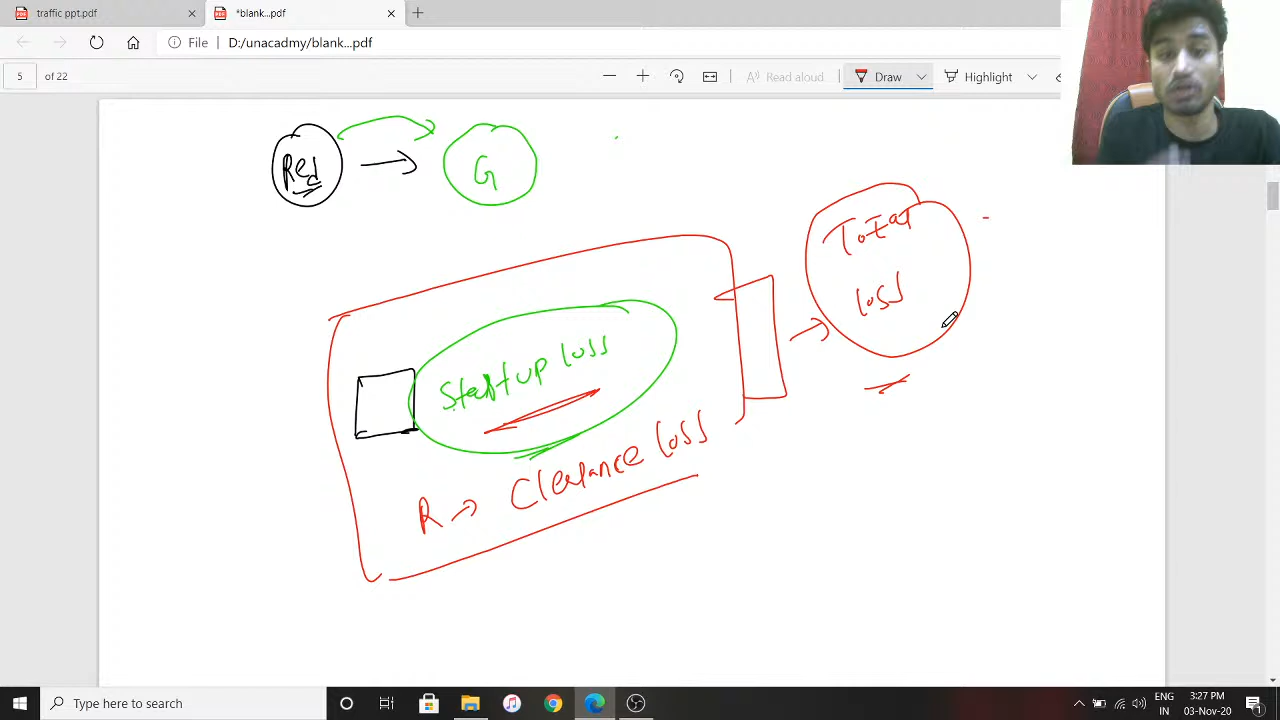 traffic ppt.pdf
*blank...pdf
File
D:/unacadmy/blank...pdf
5 of 22
Read aloud
Draw
Highlight
Red → G
Total
loss
Startup loss
R → Clearance loss
Type here to search
ENG
IN
3:27 PM
03-Nov-20
1